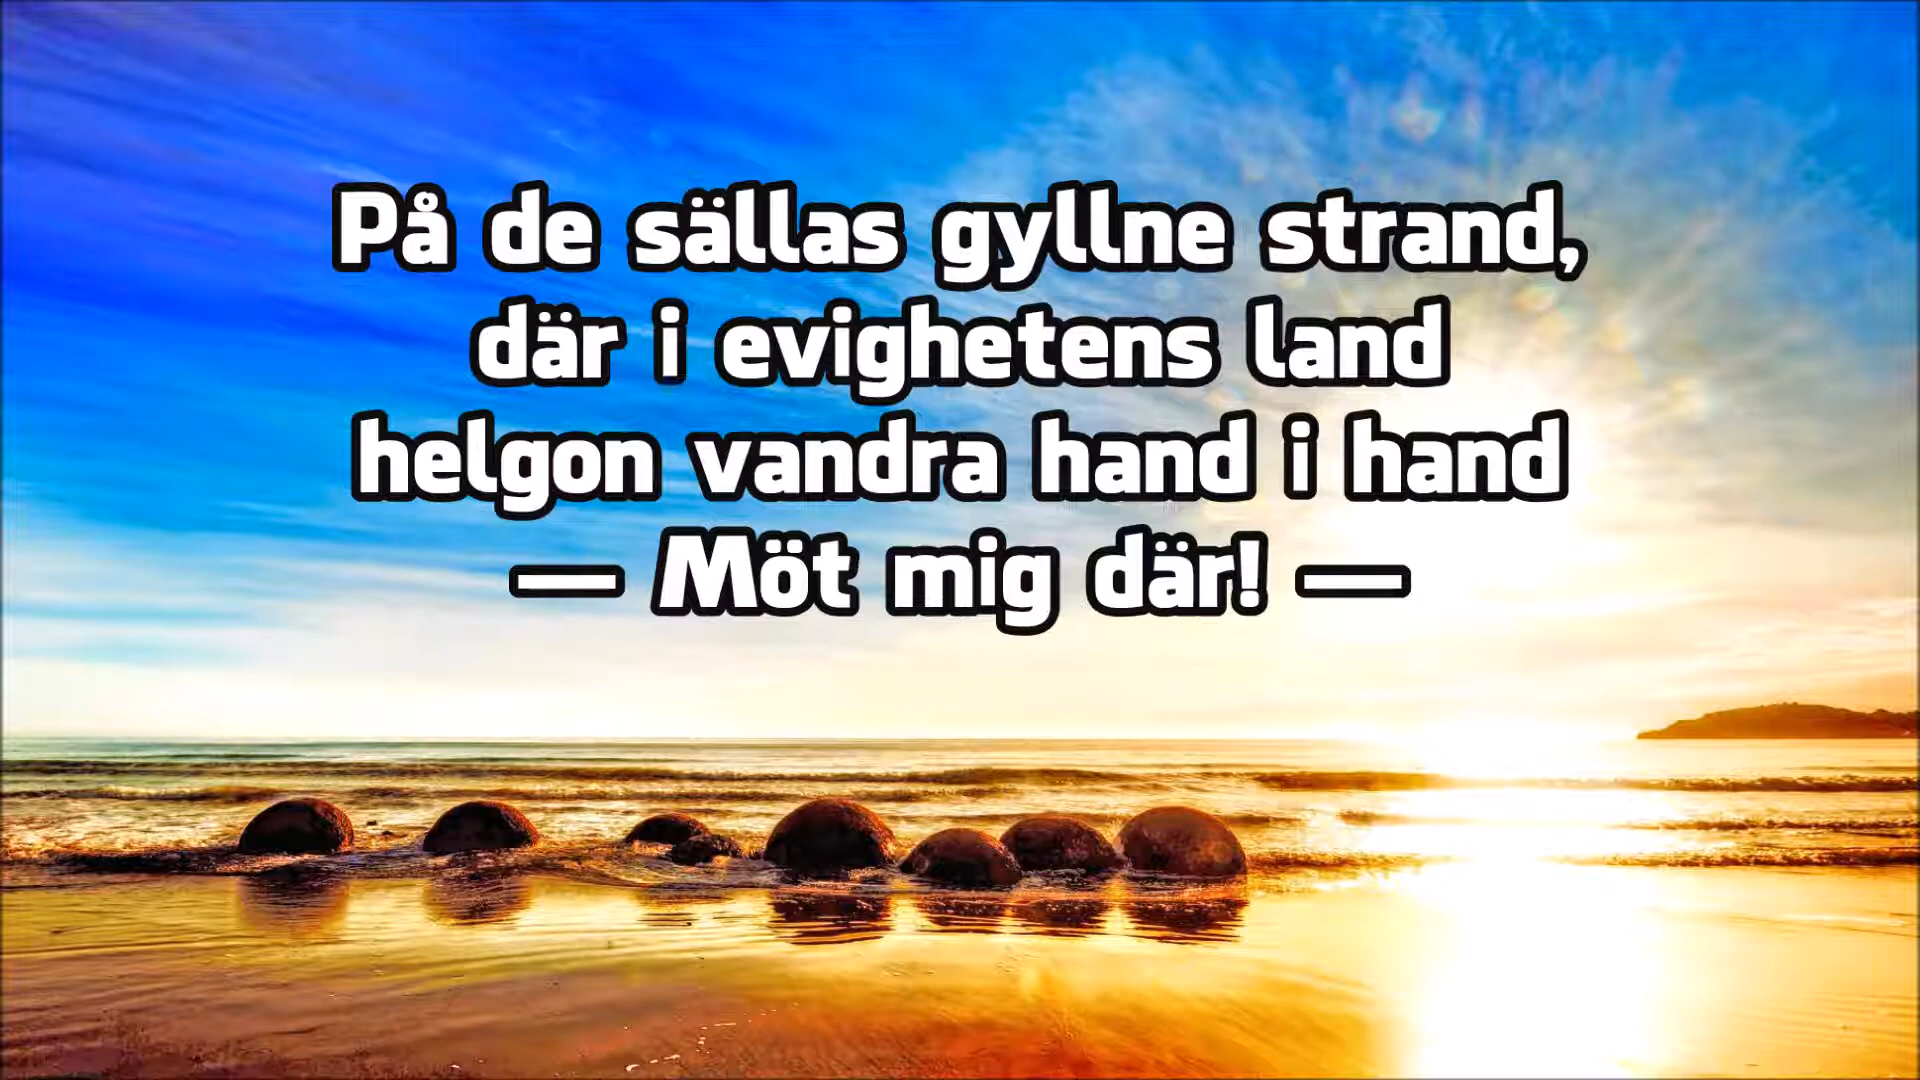 På de sällas gyllne strand,
där i evighetens land
helgon vandra hand i hand
— Möt mig där! —